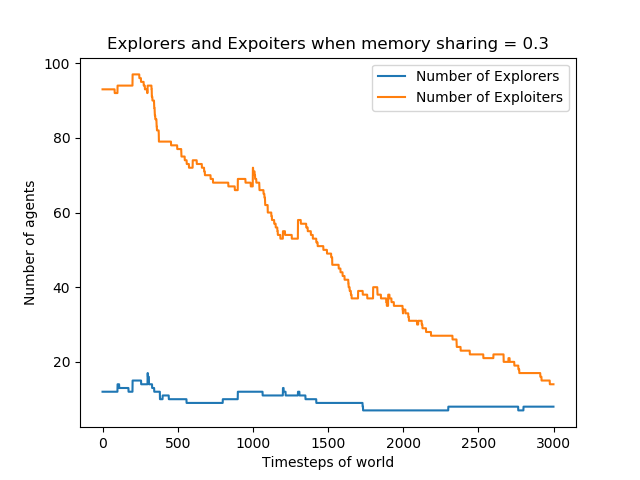 Explorers and Expoiters when memory sharing = 0.3
Number of Explorers
Number of Exploiters
Number of agents
100
80
60
40
20
0 500 1000 1500 2000 2500 3000
Timesteps of world